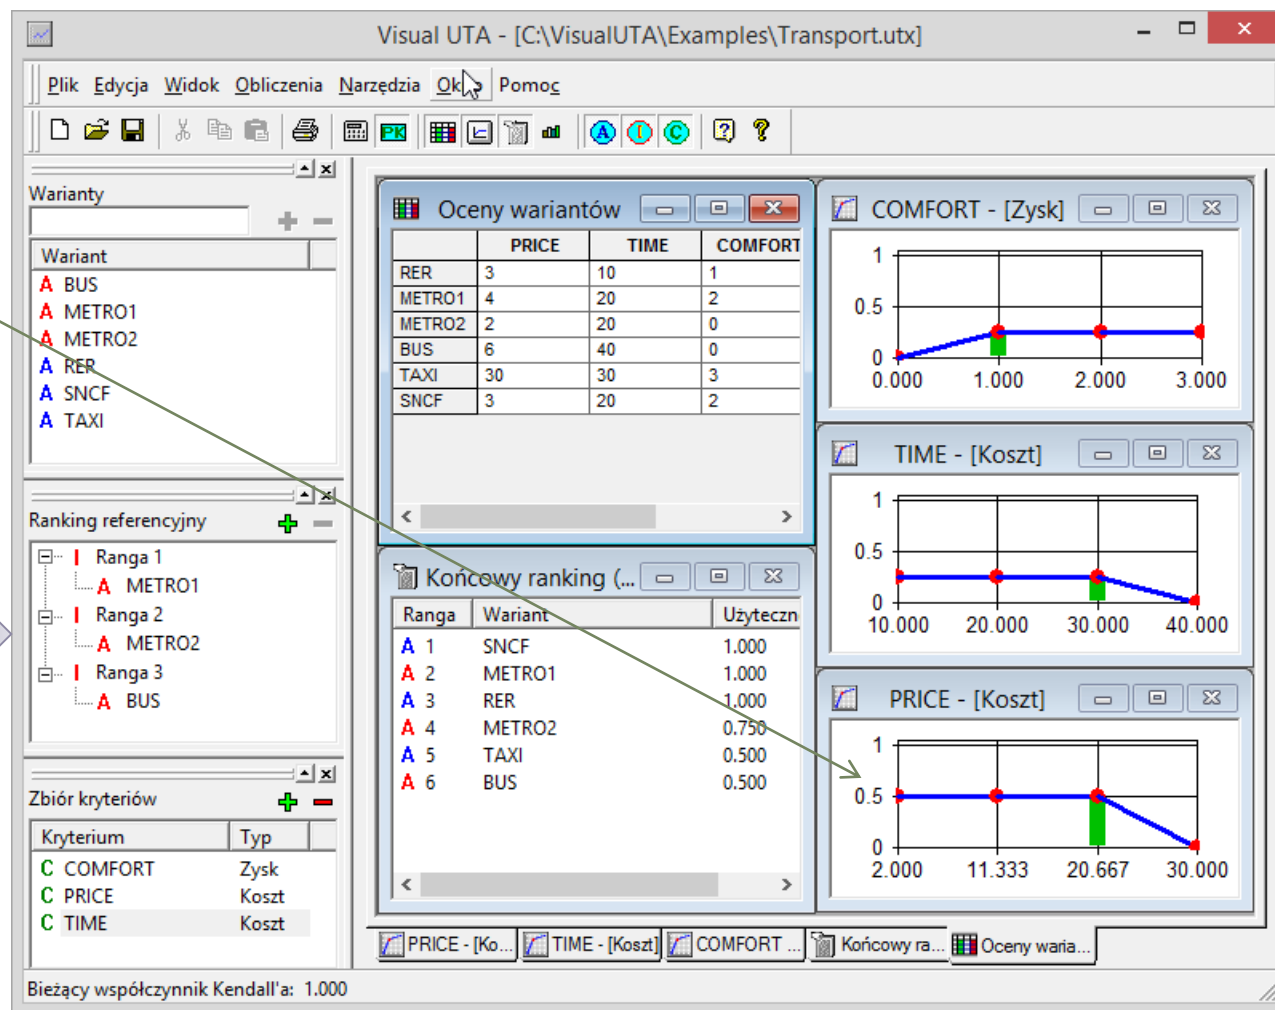 Visual UTA - [C:\VisualUTA\Examples\Transport.utx]
Plik Edycja Widok Obliczenia Narzędzia Pomoc
PK A I C
Warianty
Wariant
A BUS
A METRO1
A METRO2
A RER
A SNCF
A TAXI
Ranking referencyjny
Ranga 1
A METRO1
Ranga 2
A METRO2
Ranga 3
A BUS
Zbiór kryteriów
Kryterium Typ
C COMFORT Zysk
C PRICE Koszt
C TIME Koszt
Oceny wariantów
PRICE TIME COMFORT
RER 3 10 1
METRO1 4 20 2
METRO2 2 20 0
BUS 6 40 0
TAXI 30 30 3
SNCF 3 20 2
Końcowy ranking (...
Ranga Wariant Użyteczn
A 1 SNCF 1.000
A 2 METRO1 1.000
A 3 RER 1.000
A 4 METRO2 0.750
A 5 TAXI 0.500
A 6 BUS 0.500
COMFORT - [Zysk]
1
0.5
0
0.000 1.000 2.000 3.000
TIME - [Koszt]
1
0.5
0
10.000 20.000 30.000 40.000
PRICE - [Koszt]
1
0.5
0
2.000 11.333 20.667 30.000
PRICE - [Ko... TIME - [Koszt] COMFORT ... Końcowy ra... Oceny waria...
Bieżący współczynnik Kendall'a: 1.000